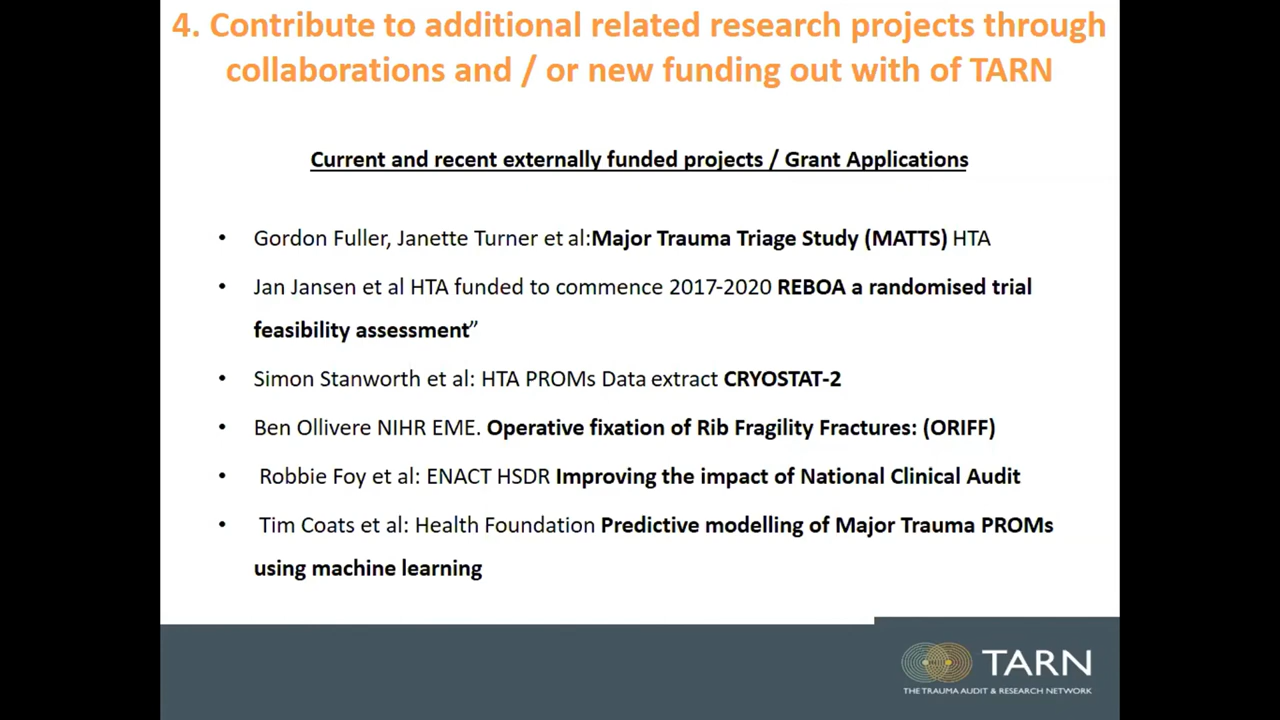 4. Contribute to additional related research projects through
collaborations and / or new funding out with of TARN
Current and recent externally funded projects / Grant Applications
• Gordon Fuller, Janette Turner et al:Major Trauma Triage Study (MATTS) HTA
• Jan Jansen et al HTA funded to commence 2017-2020 REBOA a randomised trial
feasibility assessment”
• Simon Stanworth et al: HTA PROMs Data extract CRYOSTAT-2
• Ben Ollivere NIHR EME. Operative fixation of Rib Fragility Fractures: (ORIFF)
• Robbie Foy et al: ENACT HSDR Improving the impact of National Clinical Audit
• Tim Coats et al: Health Foundation Predictive modelling of Major Trauma PROMs
using machine learning
TARN
THE TRAUMA AUDIT & RESEARCH NETWORK